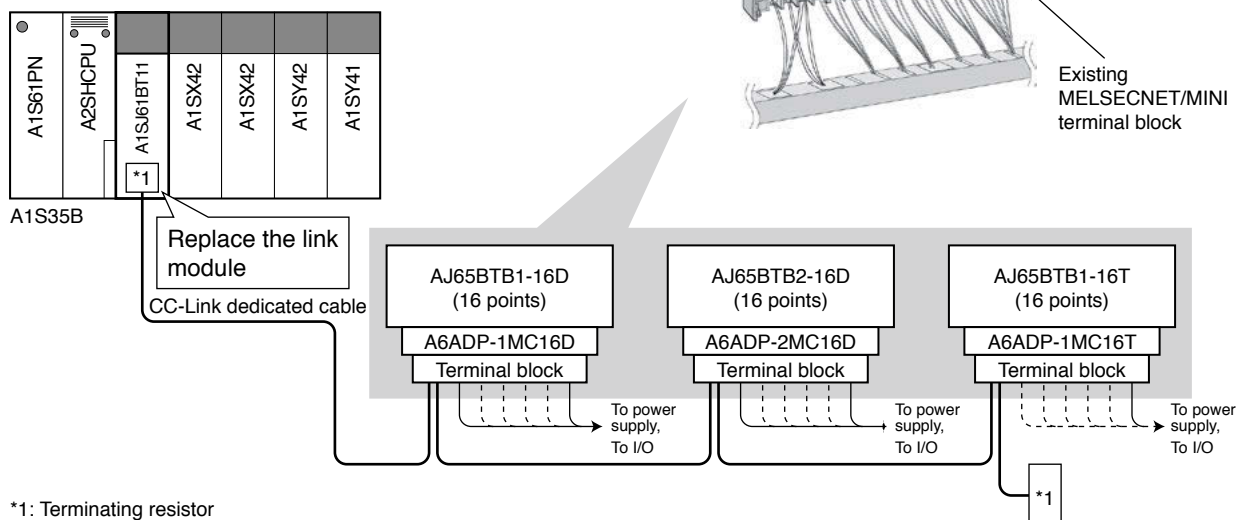 A1S61PN
A2SHCPU
A1SJ61BT11
A1SX42
A1SX42
A1SY42
A1SY41
*1
A1S35B
Replace the link
module
CC-Link dedicated cable
Existing
MELSECNET/MINI
terminal block
AJ65BTB1-16D
(16 points)
A6ADP-1MC16D
Terminal block
To power
supply,
To I/O
AJ65BTB2-16D
(16 points)
A6ADP-2MC16D
Terminal block
To power
supply,
To I/O
AJ65BTB1-16T
(16 points)
A6ADP-1MC16T
Terminal block
To power
supply,
To I/O
*1
*1: Terminating resistor